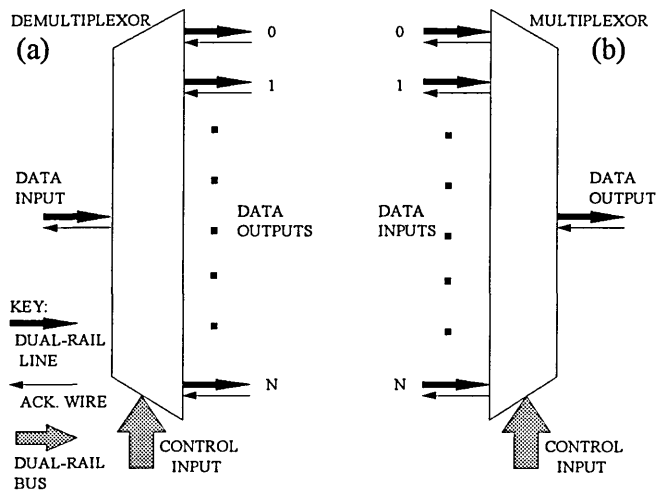 DEMULTIPLEXOR
(a)
0
1
DATA
INPUT
DATA
OUTPUTS
N
CONTROL
INPUT
KEY:
DUAL-RAIL
LINE
ACK. WIRE
DUAL-RAIL
BUS
MULTIPLEXOR
(b)
0
1
DATA
INPUTS
DATA
OUTPUT
N
CONTROL
INPUT